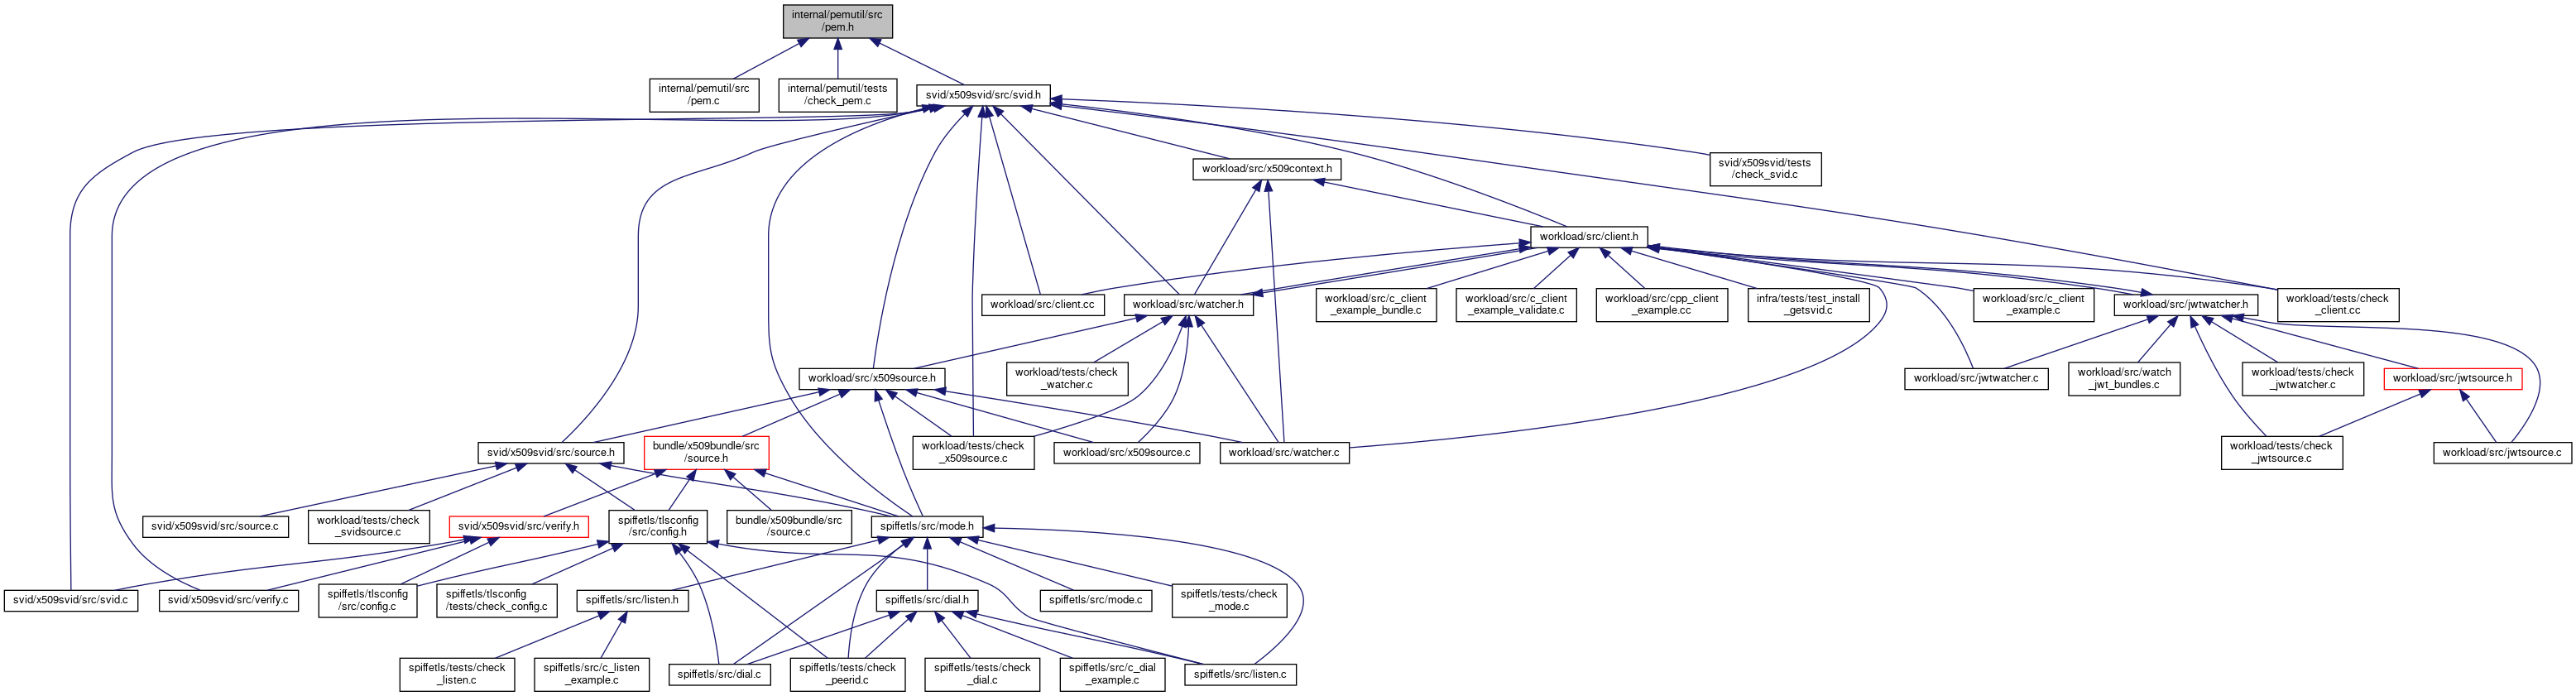 internal/pemutil/src
/pem.h
internal/pemutil/src
/pem.c
internal/pemutil/tests
/check_pem.c
svid/x509svid/src/svid.h
workload/src/x509context.h
svid/x509svid/tests
/check_svid.c
workload/src/client.h
workload/src/client.cc
workload/src/watcher.h
workload/src/c_client
_example_bundle.c
workload/src/c_client
_example_validate.c
workload/src/cpp_client
_example.cc
infra/tests/test_install
_getsvid.c
workload/src/c_client
_example.c
workload/src/jwtwatcher.h
workload/tests/check
_client.cc
workload/src/x509source.h
workload/tests/check
_watcher.c
workload/src/jwtwatcher.c
workload/src/watch
_jwt_bundles.c
workload/tests/check
_jwtwatcher.c
workload/src/jwtsource.h
svid/x509svid/src/source.h
bundle/x509bundle/src
/source.h
workload/tests/check
_x509source.c
workload/src/x509source.c
workload/src/watcher.c
workload/tests/check
_jwtsource.c
workload/src/jwtsource.c
svid/x509svid/src/source.c
workload/tests/check
_svidsource.c
svid/x509svid/src/verify.h
spiffetls/tlsconfig
/src/config.h
bundle/x509bundle/src
/source.c
spiffetls/src/mode.h
svid/x509svid/src/svid.c
svid/x509svid/src/verify.c
spiffetls/tlsconfig
/src/config.c
spiffetls/tlsconfig
/tests/check_config.c
spiffetls/src/listen.h
spiffetls/src/dial.h
spiffetls/src/mode.c
spiffetls/tests/check
_mode.c
spiffetls/tests/check
_listen.c
spiffetls/src/c_listen
_example.c
spiffetls/src/dial.c
spiffetls/tests/check
_peerid.c
spiffetls/tests/check
_dial.c
spiffetls/src/c_dial
_example.c
spiffetls/src/listen.c